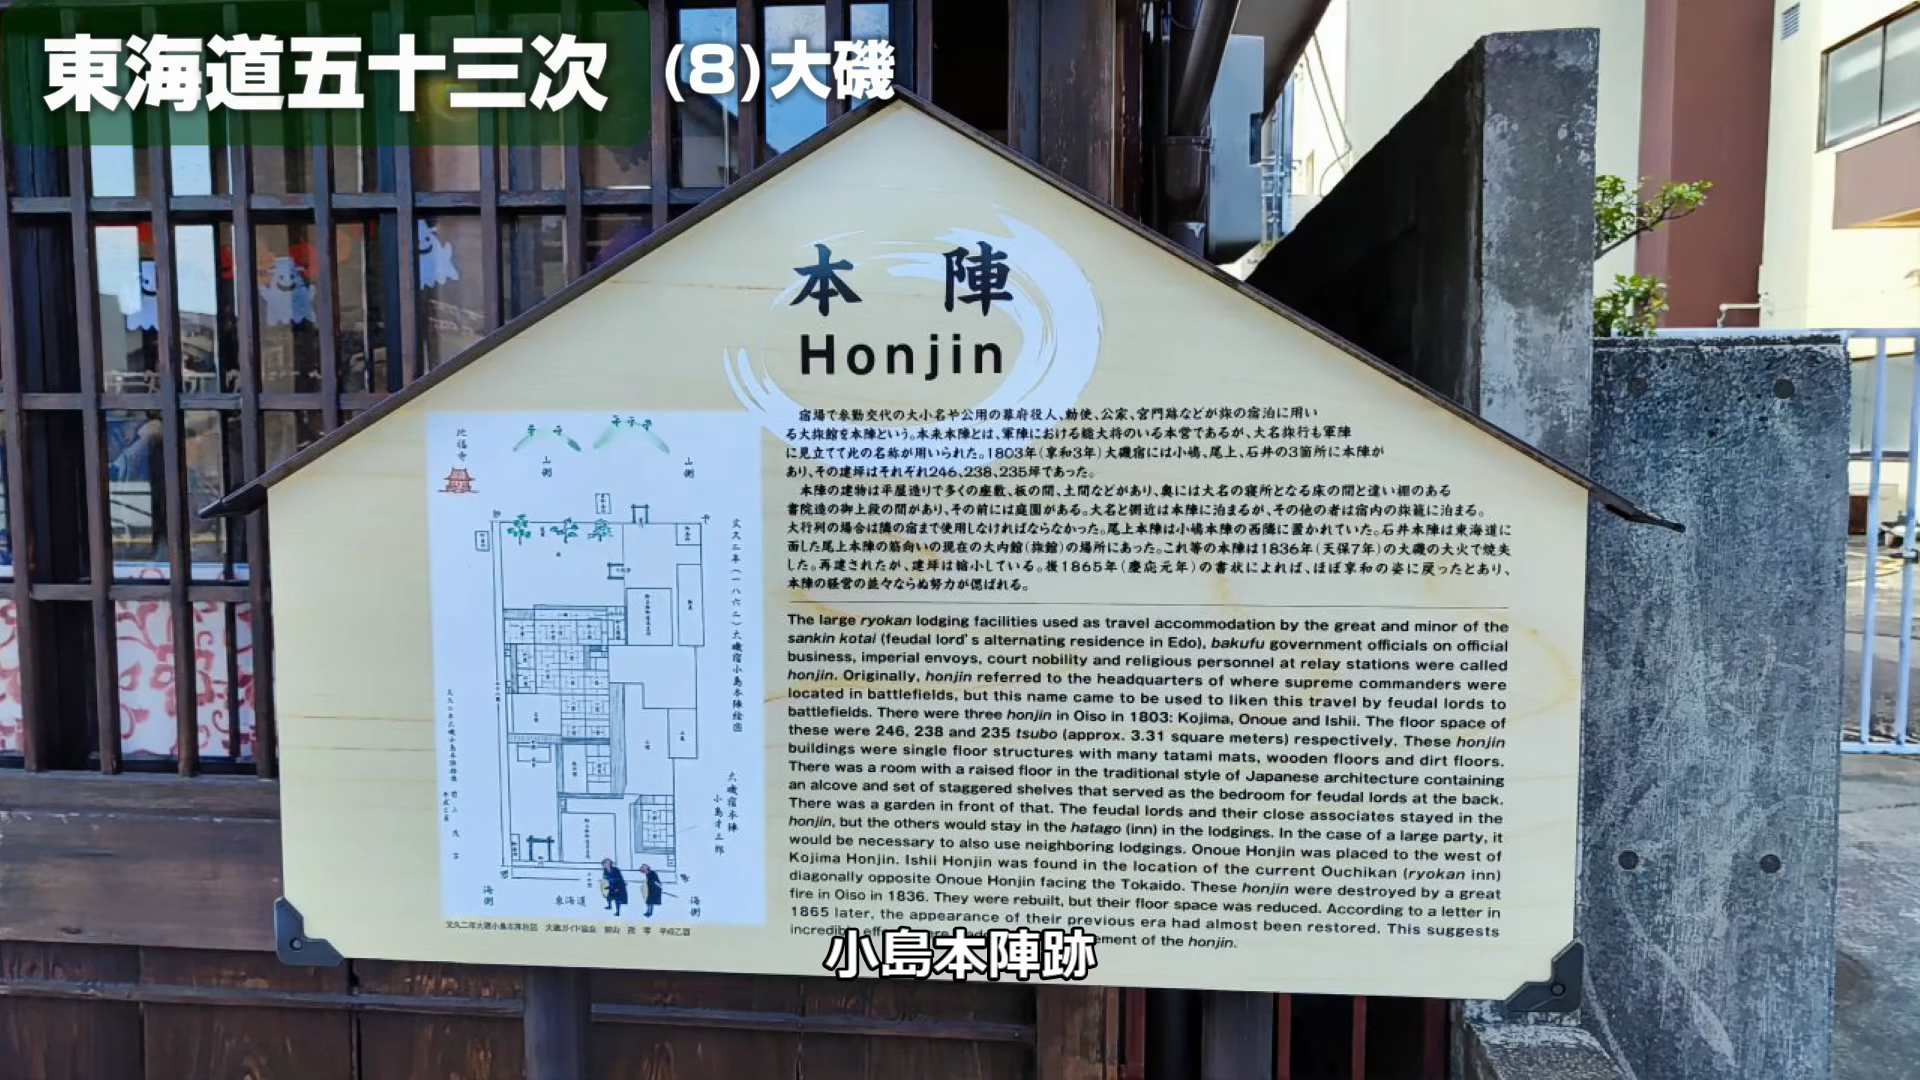 東海道五十三次 (8)大磯
本陣
Honjin
宿場で参勤交代の大小名や公用の幕府役人、勅使、公家、宮門跡などが旅の宿泊に用い
る大旅館を本陣という。本来本陣とは、軍陣における総大将のいる本営であるが、大名旅行も軍陣
に見立てて此の名称が用いられた。1803年(享和3年)大磯宿には小嶋、尾上、石井の3箇所に本陣が
あり、その建坪はそれぞれ246、238、235坪であった。
本陣の建物は平屋造りで多くの座敷、板の間、土間などがあり、奥には大名の寝所となる床の間と違い棚のある
書院造の御上段の間があり、その前には庭園がある。大名と側近は本陣に泊まるが、その他の者は宿内の旅籠に泊まる。
大行列の場合は隣の宿まで使用しなければならなかった。尾上本陣は小嶋本陣の西隣に置かれていた。石井本陣は東海道に
面した尾上本陣の筋向いの現在の大内館(旅館)の場所にあった。これ等の本陣は1836年(天保7年)の大磯の大火で焼失
した。再建されたが、建坪は縮小している。後1865年(慶応元年)の書状によれば、ほぼ享和の姿に戻ったとあり、
本陣の経営の並々ならぬ努力が偲ばれる。
The large ryokan lodging facilities used as travel accommodation by the great and minor of the
sankin kotai (feudal lord's alternating residence in Edo), bakufu government officials on official
business, imperial envoys, court nobility and religious personnel at relay stations were called
honjin. Originally, honjin referred to the headquarters of where supreme commanders were
located in battlefields, but this name came to be used to liken this travel by feudal lords to
battlefields. There were three honjin in Oiso in 1803: Kojima, Onoue and Ishii. The floor space of
these were 246, 238 and 235 tsubo (approx. 3.31 square meters) respectively. These honjin
buildings were single floor structures with many tatami mats, wooden floors and dirt floors.
There was a room with a raised floor in the traditional style of Japanese architecture containing
an alcove and set of staggered shelves that served as the bedroom for feudal lords at the back.
There was a garden in front of that. The feudal lords and their close associates stayed in the
honjin, but the others would stay in the hatago (inn) in the lodgings. In the case of a large party, it
would be necessary to also use neighboring lodgings. Onoue Honjin was placed to the west of
Kojima Honjin. Ishii Honjin was found in the location of the current Ouchikan (ryokan inn)
diagonally opposite Onoue Honjin facing the Tokaido. These honjin were destroyed by a great
fire in Oiso in 1836. They were rebuilt, but their floor space was reduced. According to a letter in
1865 later, the appearance of their previous era had almost been restored. This suggests
of the honjin.
地福寺
山側
山側
文久二年(一八六二)大磯宿小島本陣絵図
大磯宿本陣
小島才三郎
海側
東海道
海側
小島本陣跡